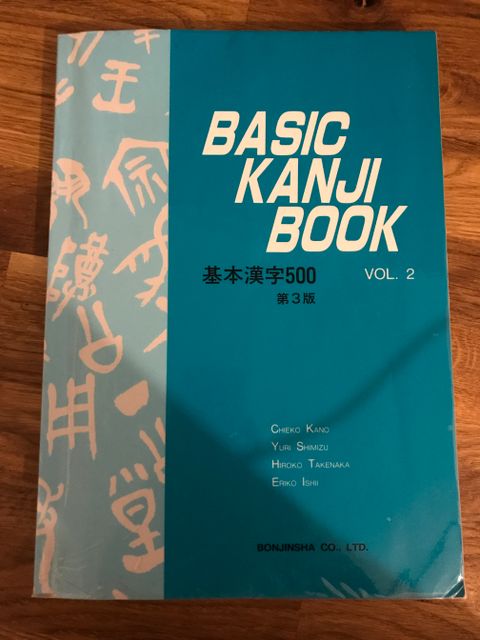 BASIC
KANJI
BOOK
基本漢字500 VOL. 2
第3版
CHIEKO KANO
YURI SHIMIZU
HIROKO TAKENAKA
ERIKO ISHII
BONJINSHA CO., LTD.